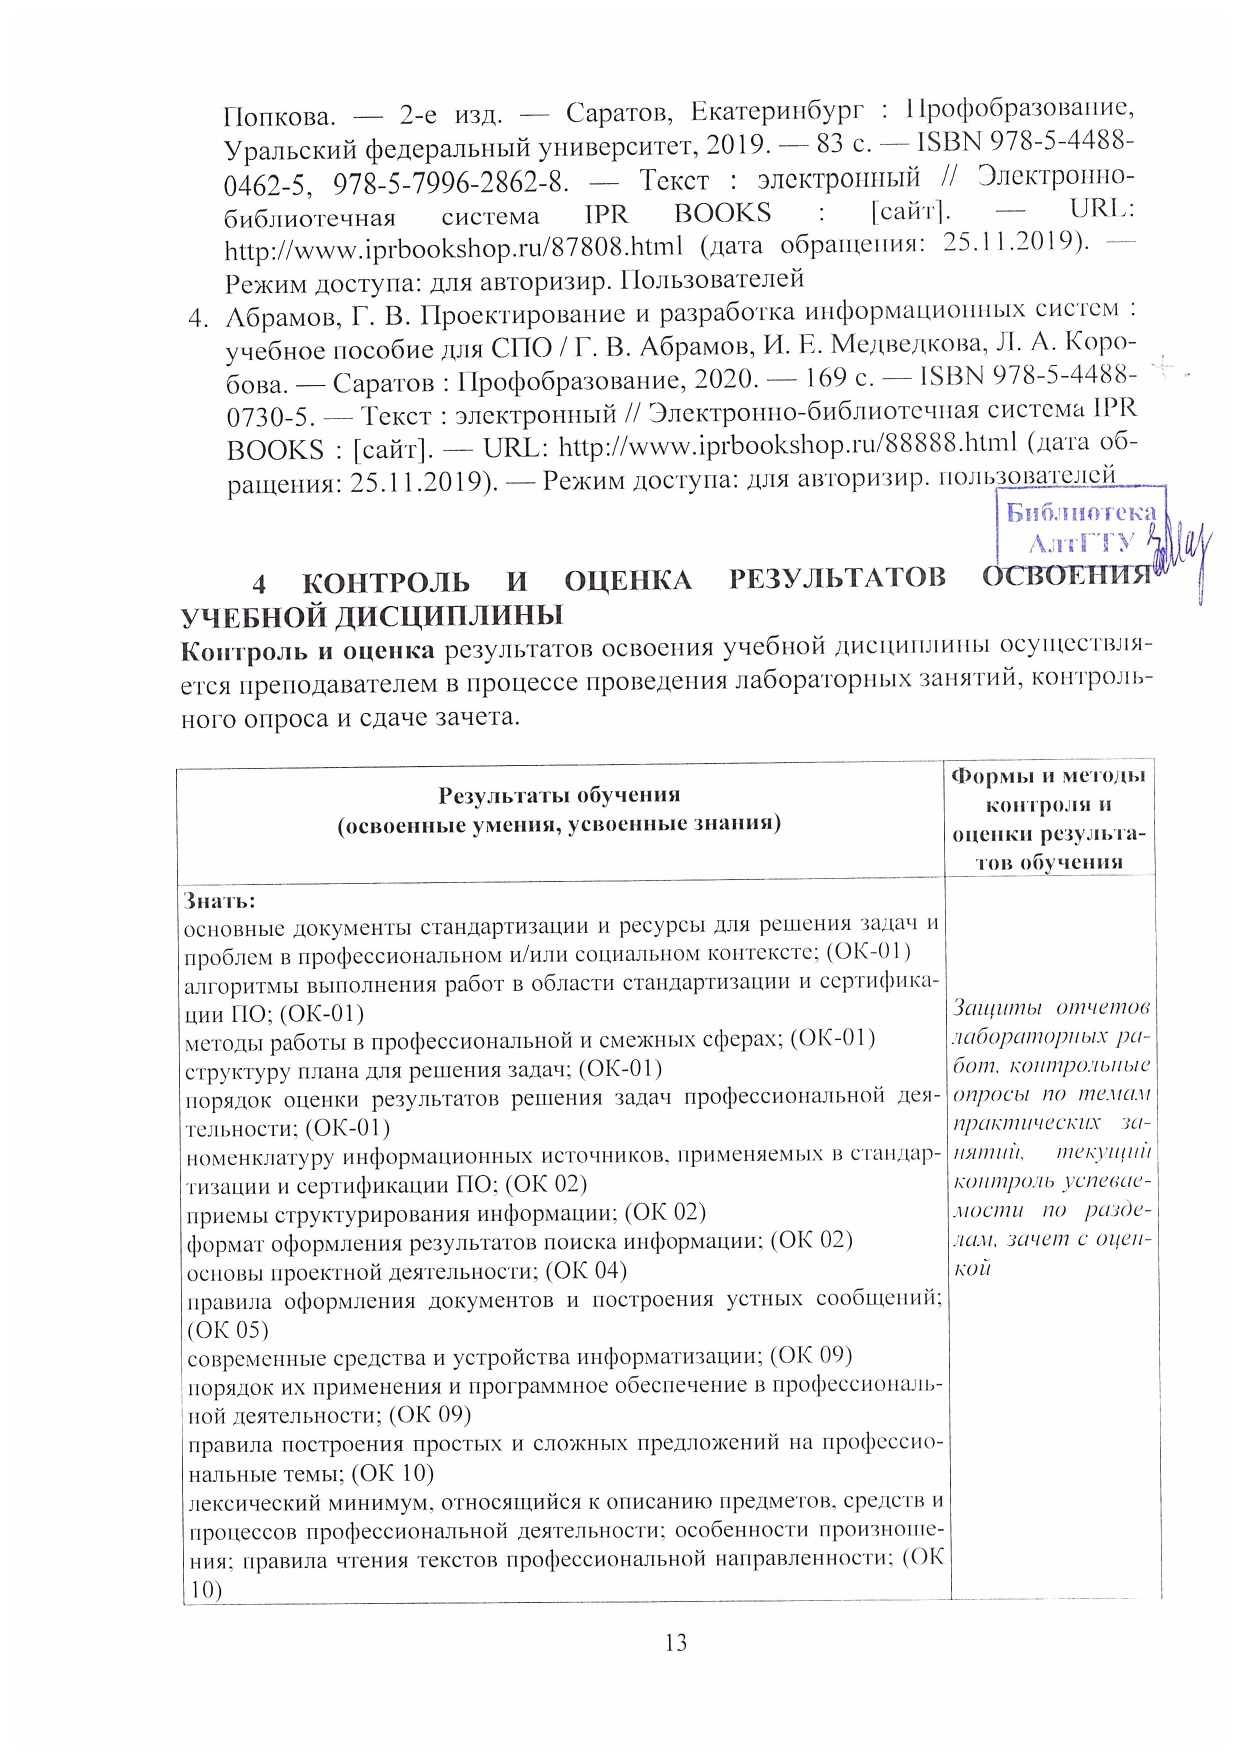 Попкова. — 2-е изд. — Саратов, Екатеринбург : Профобразование,
Уральский федеральный университет, 2019. — 83 с. — ISBN 978-5-4488-
0462-5, 978-5-7996-2862-8. — Текст : электронный // Электронно-
библиотечная система IPR BOOKS : [сайт]. — URL:
http://www.iprbookshop.ru/87808.html (дата обращения: 25.11.2019). —
Режим доступа: для авторизир. Пользователей
4. Абрамов, Г. В. Проектирование и разработка информационных систем :
учебное пособие для СПО / Г. В. Абрамов, И. Е. Медведкова, Л. А. Коро-
бова. — Саратов : Профобразование, 2020. — 169 с. — ISBN 978-5-4488-
0730-5. — Текст : электронный // Электронно-библиотечная система IPR
BOOKS : [сайт]. — URL: http://www.iprbookshop.ru/88888.html (дата об-
ращения: 25.11.2019). — Режим доступа: для авторизир. пользователей
Библиотека
АлтГТУ
4 КОНТРОЛЬ И ОЦЕНКА РЕЗУЛЬТАТОВ ОСВОЕНИЯ
УЧЕБНОЙ ДИСЦИПЛИНЫ
Контроль и оценка результатов освоения учебной дисциплины осуществля-
ется преподавателем в процессе проведения лабораторных занятий, контроль-
ного опроса и сдаче зачета.
Результаты обучения
(освоенные умения, усвоенные знания)
Формы и методы
контроля и
оценки результа-
тов обучения
Знать:
основные документы стандартизации и ресурсы для решения задач и
проблем в профессиональном и/или социальном контексте; (ОК-01)
алгоритмы выполнения работ в области стандартизации и сертифика-
ции ПО; (ОК-01)
методы работы в профессиональной и смежных сферах; (ОК-01)
структуру плана для решения задач; (ОК-01)
порядок оценки результатов решения задач профессиональной дея-
тельности; (ОК-01)
номенклатуру информационных источников, применяемых в стандар-
тизации и сертификации ПО; (ОК 02)
приемы структурирования информации; (ОК 02)
формат оформления результатов поиска информации; (ОК 02)
основы проектной деятельности; (ОК 04)
правила оформления документов и построения устных сообщений;
(ОК 05)
современные средства и устройства информатизации; (ОК 09)
порядок их применения и программное обеспечение в профессиональ-
ной деятельности; (ОК 09)
правила построения простых и сложных предложений на профессио-
нальные темы; (ОК 10)
лексический минимум, относящийся к описанию предметов, средств и
процессов профессиональной деятельности; особенности произноше-
ния; правила чтения текстов профессиональной направленности; (ОК
10)
Защиты отчетов
лабораторных ра-
бот, контрольные
опросы по темам
практических за-
нятий, текущий
контроль успевае-
мости по разде-
лам, зачет с оцен-
кой
13